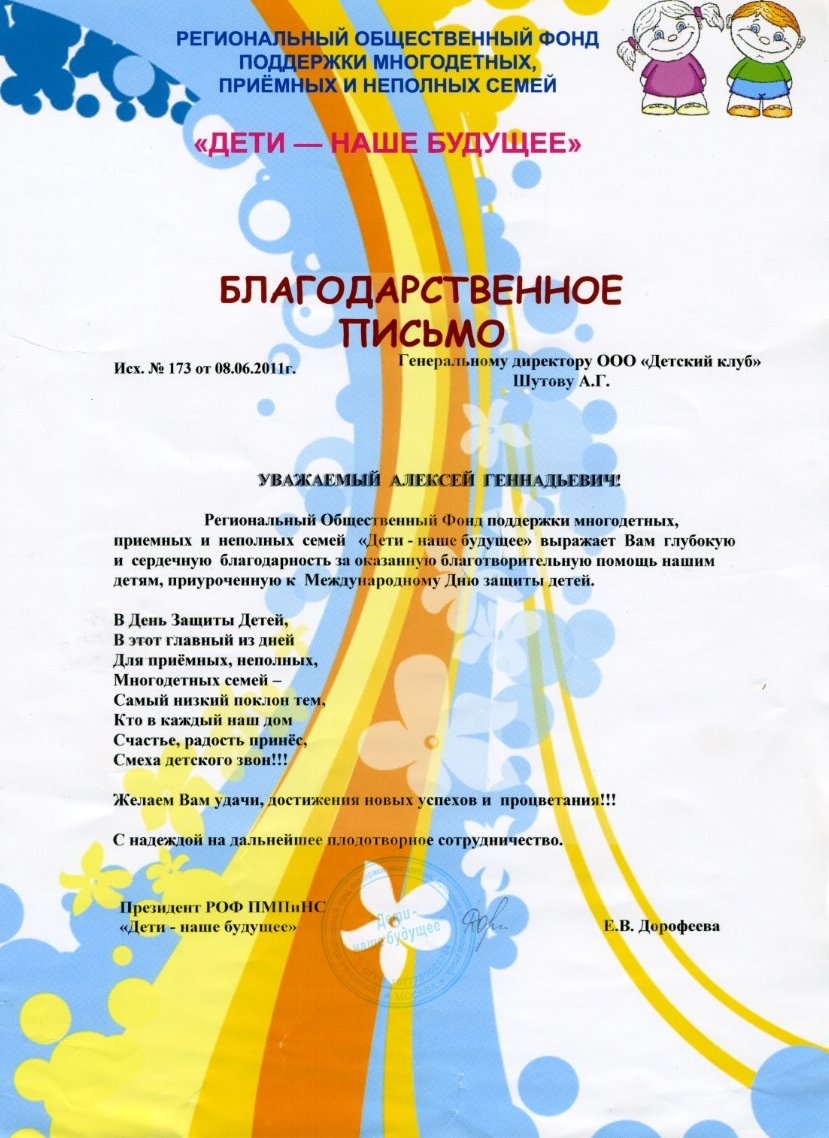 РЕГИОНАЛЬНЫЙ ОБЩЕСТВЕННЫЙ ФОНД
ПОДДЕРЖКИ МНОГОДЕТНЫХ,
ПРИЁМНЫХ И НЕПОЛНЫХ СЕМЕЙ
«ДЕТИ — НАШЕ БУДУЩЕЕ»
БЛАГОДАРСТВЕННОЕ
ПИСЬМО
Исх. № 173 от 08.06.2011г.
Генеральному директору ООО «Детский клуб»
Шутову А.Г.
УВАЖАЕМЫЙ АЛЕКСЕЙ ГЕННАДЬЕВИЧ!
Региональный Общественный Фонд поддержки многодетных,
приемных и неполных семей «Дети - наше будущее» выражает Вам глубокую
и сердечную благодарность за оказанную благотворительную помощь нашим
детям, приуроченную к Международному Дню защиты детей.
В День Защиты Детей,
В этот главный из дней
Для приёмных, неполных,
Многодетных семей –
Самый низкий поклон тем,
Кто в каждый наш дом
Счастье, радость принёс,
Смеха детского звон!!!
Желаем Вам удачи, достижения новых успехов и процветания!!!
С надеждой на дальнейшее плодотворное сотрудничество.
Президент РОФ ПМПиНС
«Дети - наше будущее»
Е.В. Дорофеева
"Дети -
наше будущее"
МОСКВА